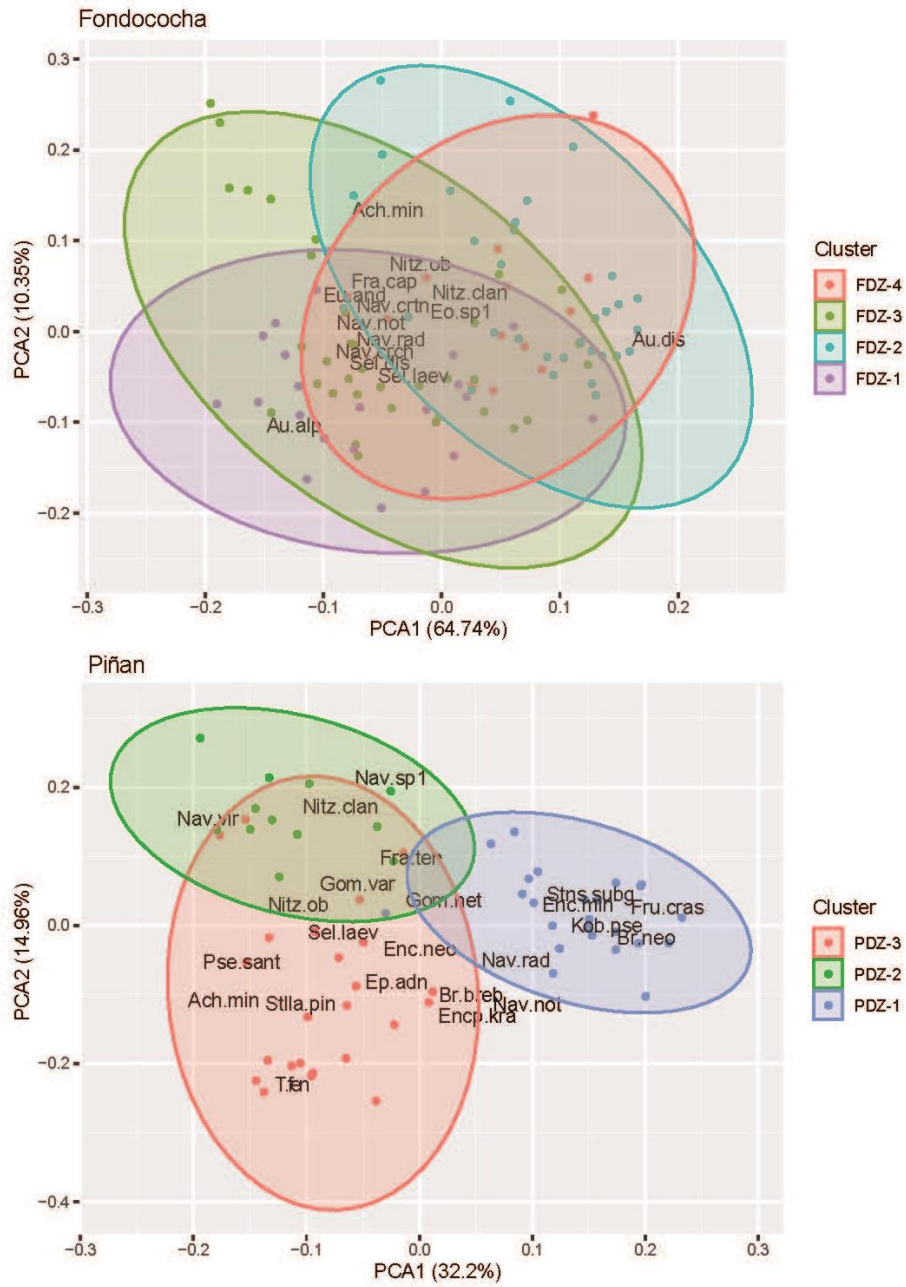 Fondococha
0.3
0.2
0.1
0.0
−0.1
−0.2
PCA2 (10.35%)
Ach.min
Nitz.ob
Fra.cap
Eu.and
Nitz.clan
Nav.crtn
Eo.sp1
Nav.not
Nav.rad
Au.dis
Nav.crch
Sel.laev
Au.alp
−0.3
−0.2
−0.1
0.0
0.1
0.2
PCA1 (64.74%)
Cluster
FDZ-4
FDZ-3
FDZ-2
FDZ-1
Piñan
0.2
0.0
−0.2
−0.4
PCA2 (14.96%)
Nav.sp1
Nitz.clan
Nav.vir
Fra.ten
Gom.var
Gom.net
Nitz.ob
Stns.subg
Enc.min
Fru.cras
Kob.pse
Br.neo
Sel.laev
Enc.neo
Nav.rad
Pse.sant
Ep.adn
Ach.min
Stlla.pin
Br.breb
Nav.not
Encp.kra
T.fen
−0.3
−0.2
−0.1
0.0
0.1
0.2
0.3
PCA1 (32.2%)
Cluster
PDZ-3
PDZ-2
PDZ-1